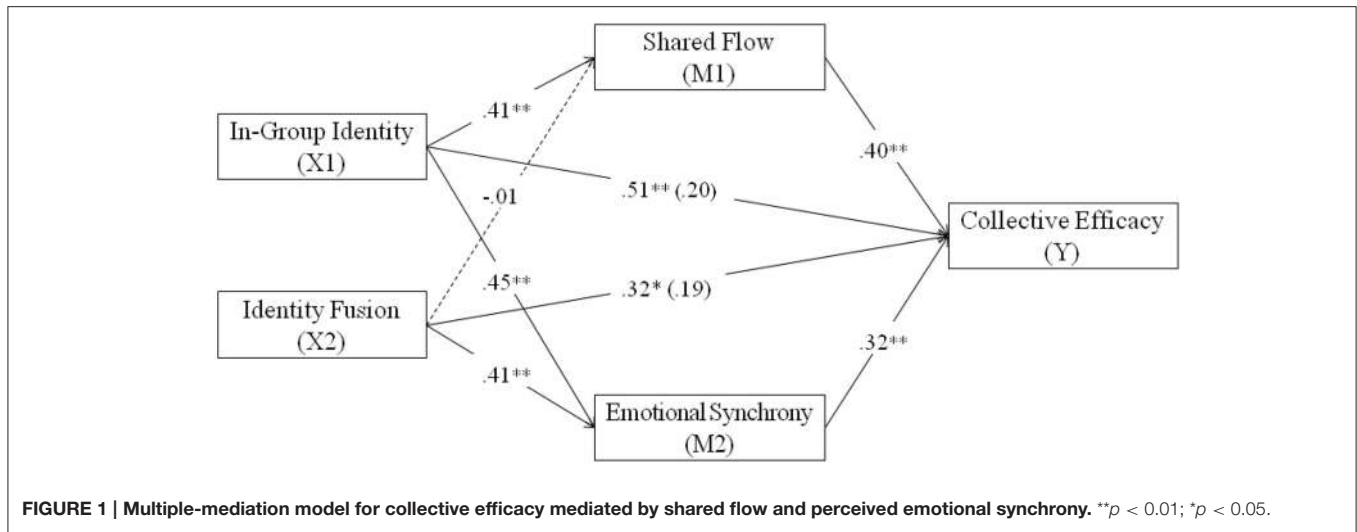 Shared Flow
(M1)
.41**
In-Group Identity
(X1)
.40**
-.01
.51** (.20)
Collective Efficacy
(Y)
.45**
.32* (.19)
Identity Fusion
(X2)
.32**
.41**
Emotional Synchrony
(M2)
FIGURE 1 | Multiple-mediation model for collective efficacy mediated by shared flow and perceived emotional synchrony. **p < 0.01; *p < 0.05.